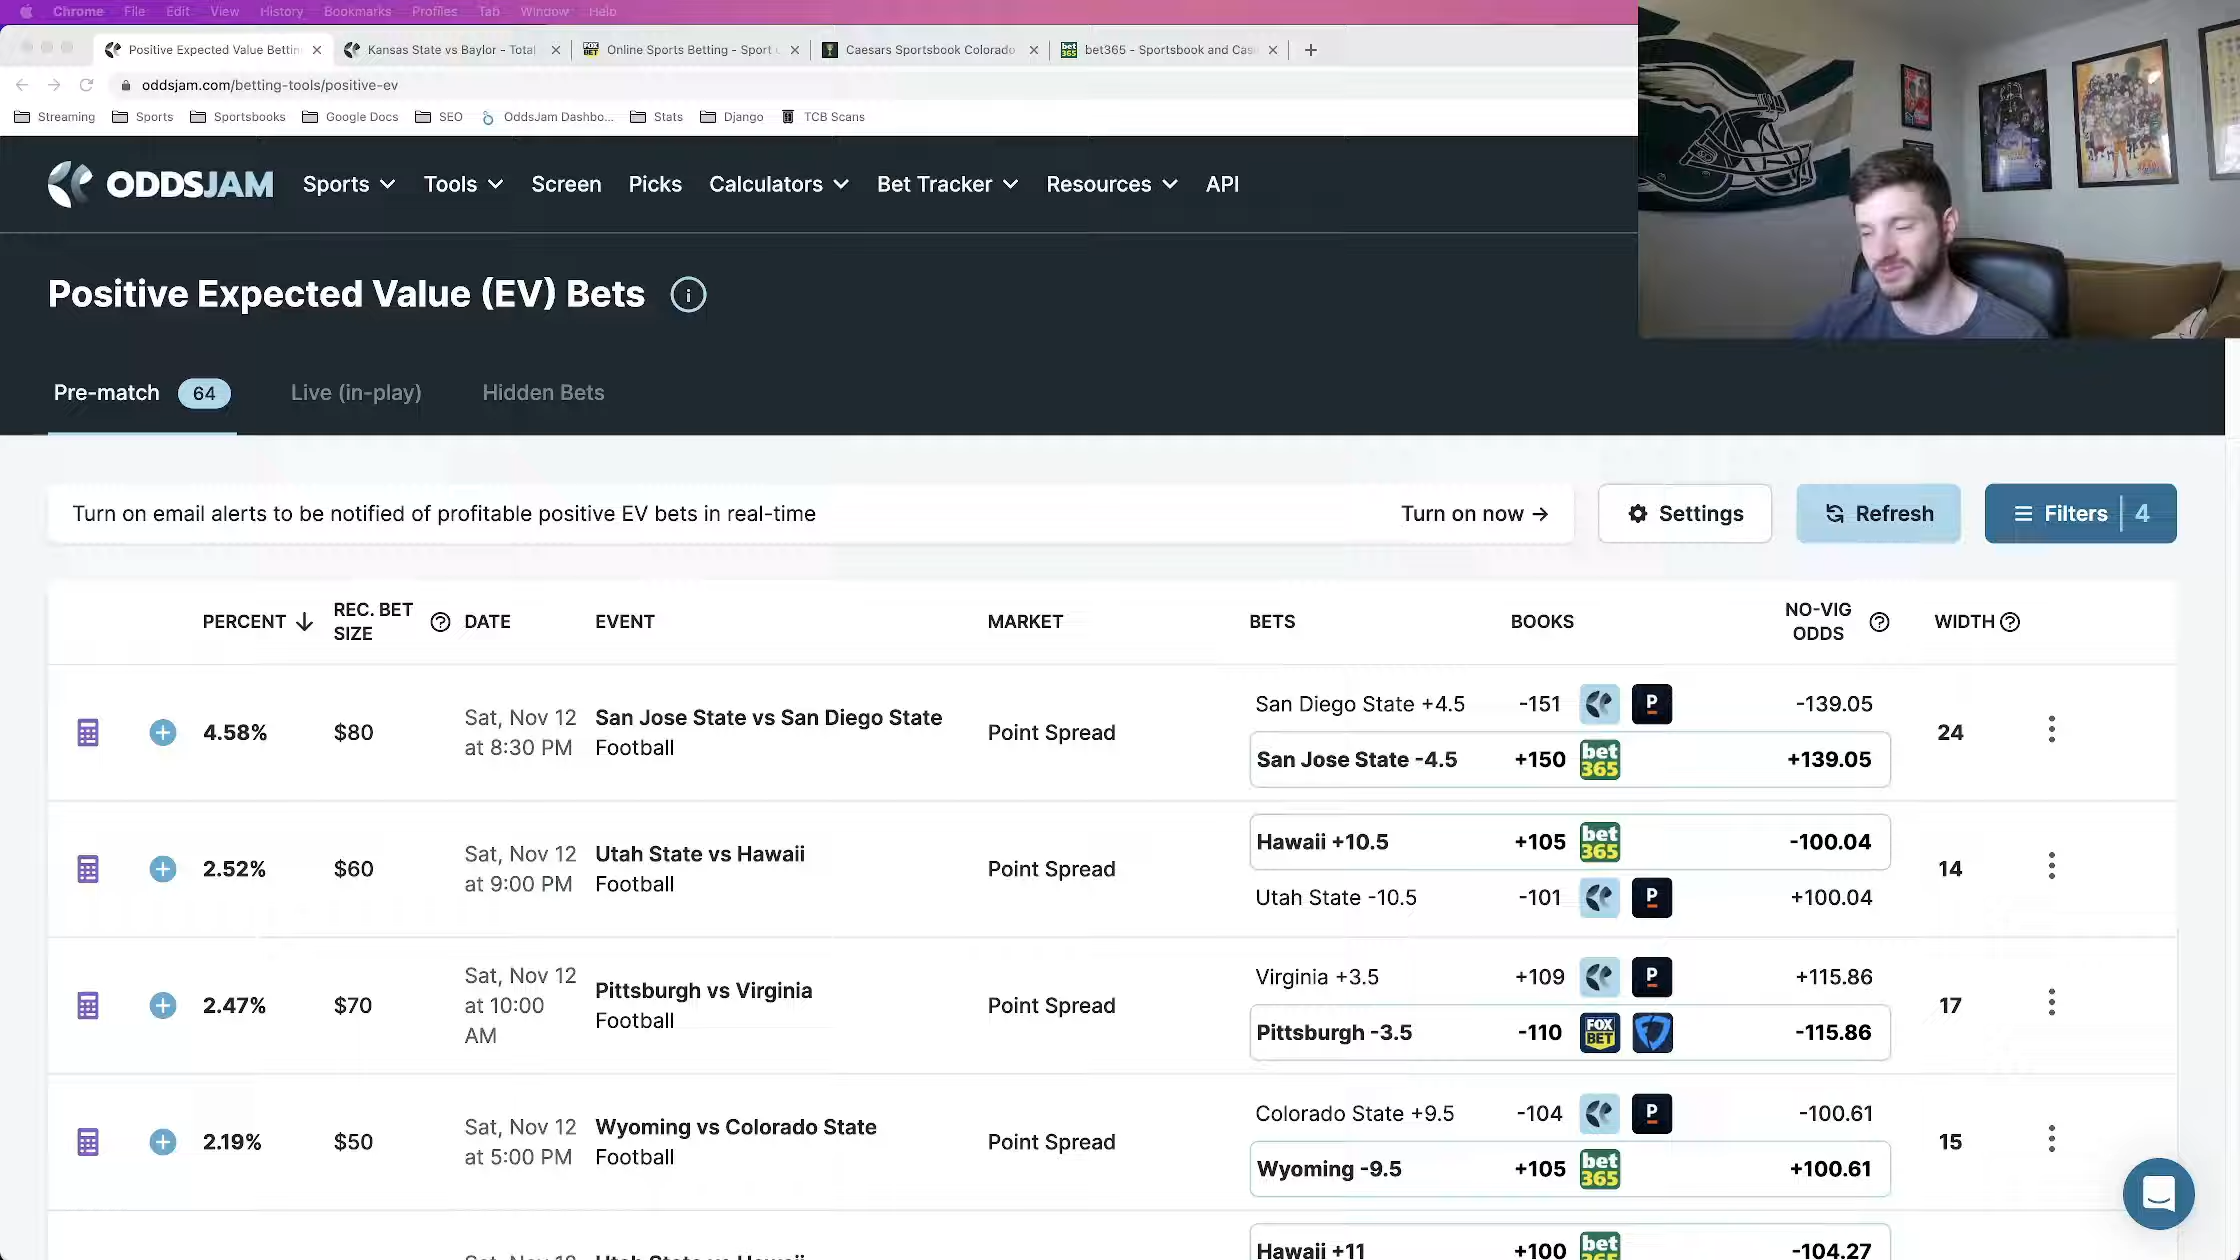 Chrome File Edit View History Bookmarks Profiles Tab Window Help
Positive Expected Value Bettin
Kansas State vs Baylor - Total
Online Sports Betting - Sport
Caesars Sportsbook Colorado
bet365 - Sportsbook and Cas
oddsjam.com/betting-tools/positive-ev
Streaming Sports Sportsbooks Google Docs SEO OddsJam Dashbo... Stats Django TCB Scans
ODDSJAM Sports Tools Screen Picks Calculators Bet Tracker Resources API
Positive Expected Value (EV) Bets
Pre-match 64 Live (in-play) Hidden Bets
Turn on email alerts to be notified of profitable positive EV bets in real-time Turn on now → Settings Refresh Filters 4
PERCENT REC. BET SIZE DATE EVENT MARKET BETS BOOKS NO-VIG ODDS WIDTH
4.58% $80 Sat, Nov 12 at 8:30 PM San Jose State vs San Diego State Football Point Spread
San Diego State +4.5 -151 P -139.05
San Jose State -4.5 +150 bet365 +139.05
24
2.52% $60 Sat, Nov 12 at 9:00 PM Utah State vs Hawaii Football Point Spread
Hawaii +10.5 +105 bet365 -100.04
Utah State -10.5 -101 P +100.04
14
2.47% $70 Sat, Nov 12 at 10:00 AM Pittsburgh vs Virginia Football Point Spread
Virginia +3.5 +109 P +115.86
Pittsburgh -3.5 -110 FOX BET -115.86
17
2.19% $50 Sat, Nov 12 at 5:00 PM Wyoming vs Colorado State Football Point Spread
Colorado State +9.5 -104 P -100.61
Wyoming -9.5 +105 bet365 +100.61
15
Hawaii +11 +100 bet -104.27